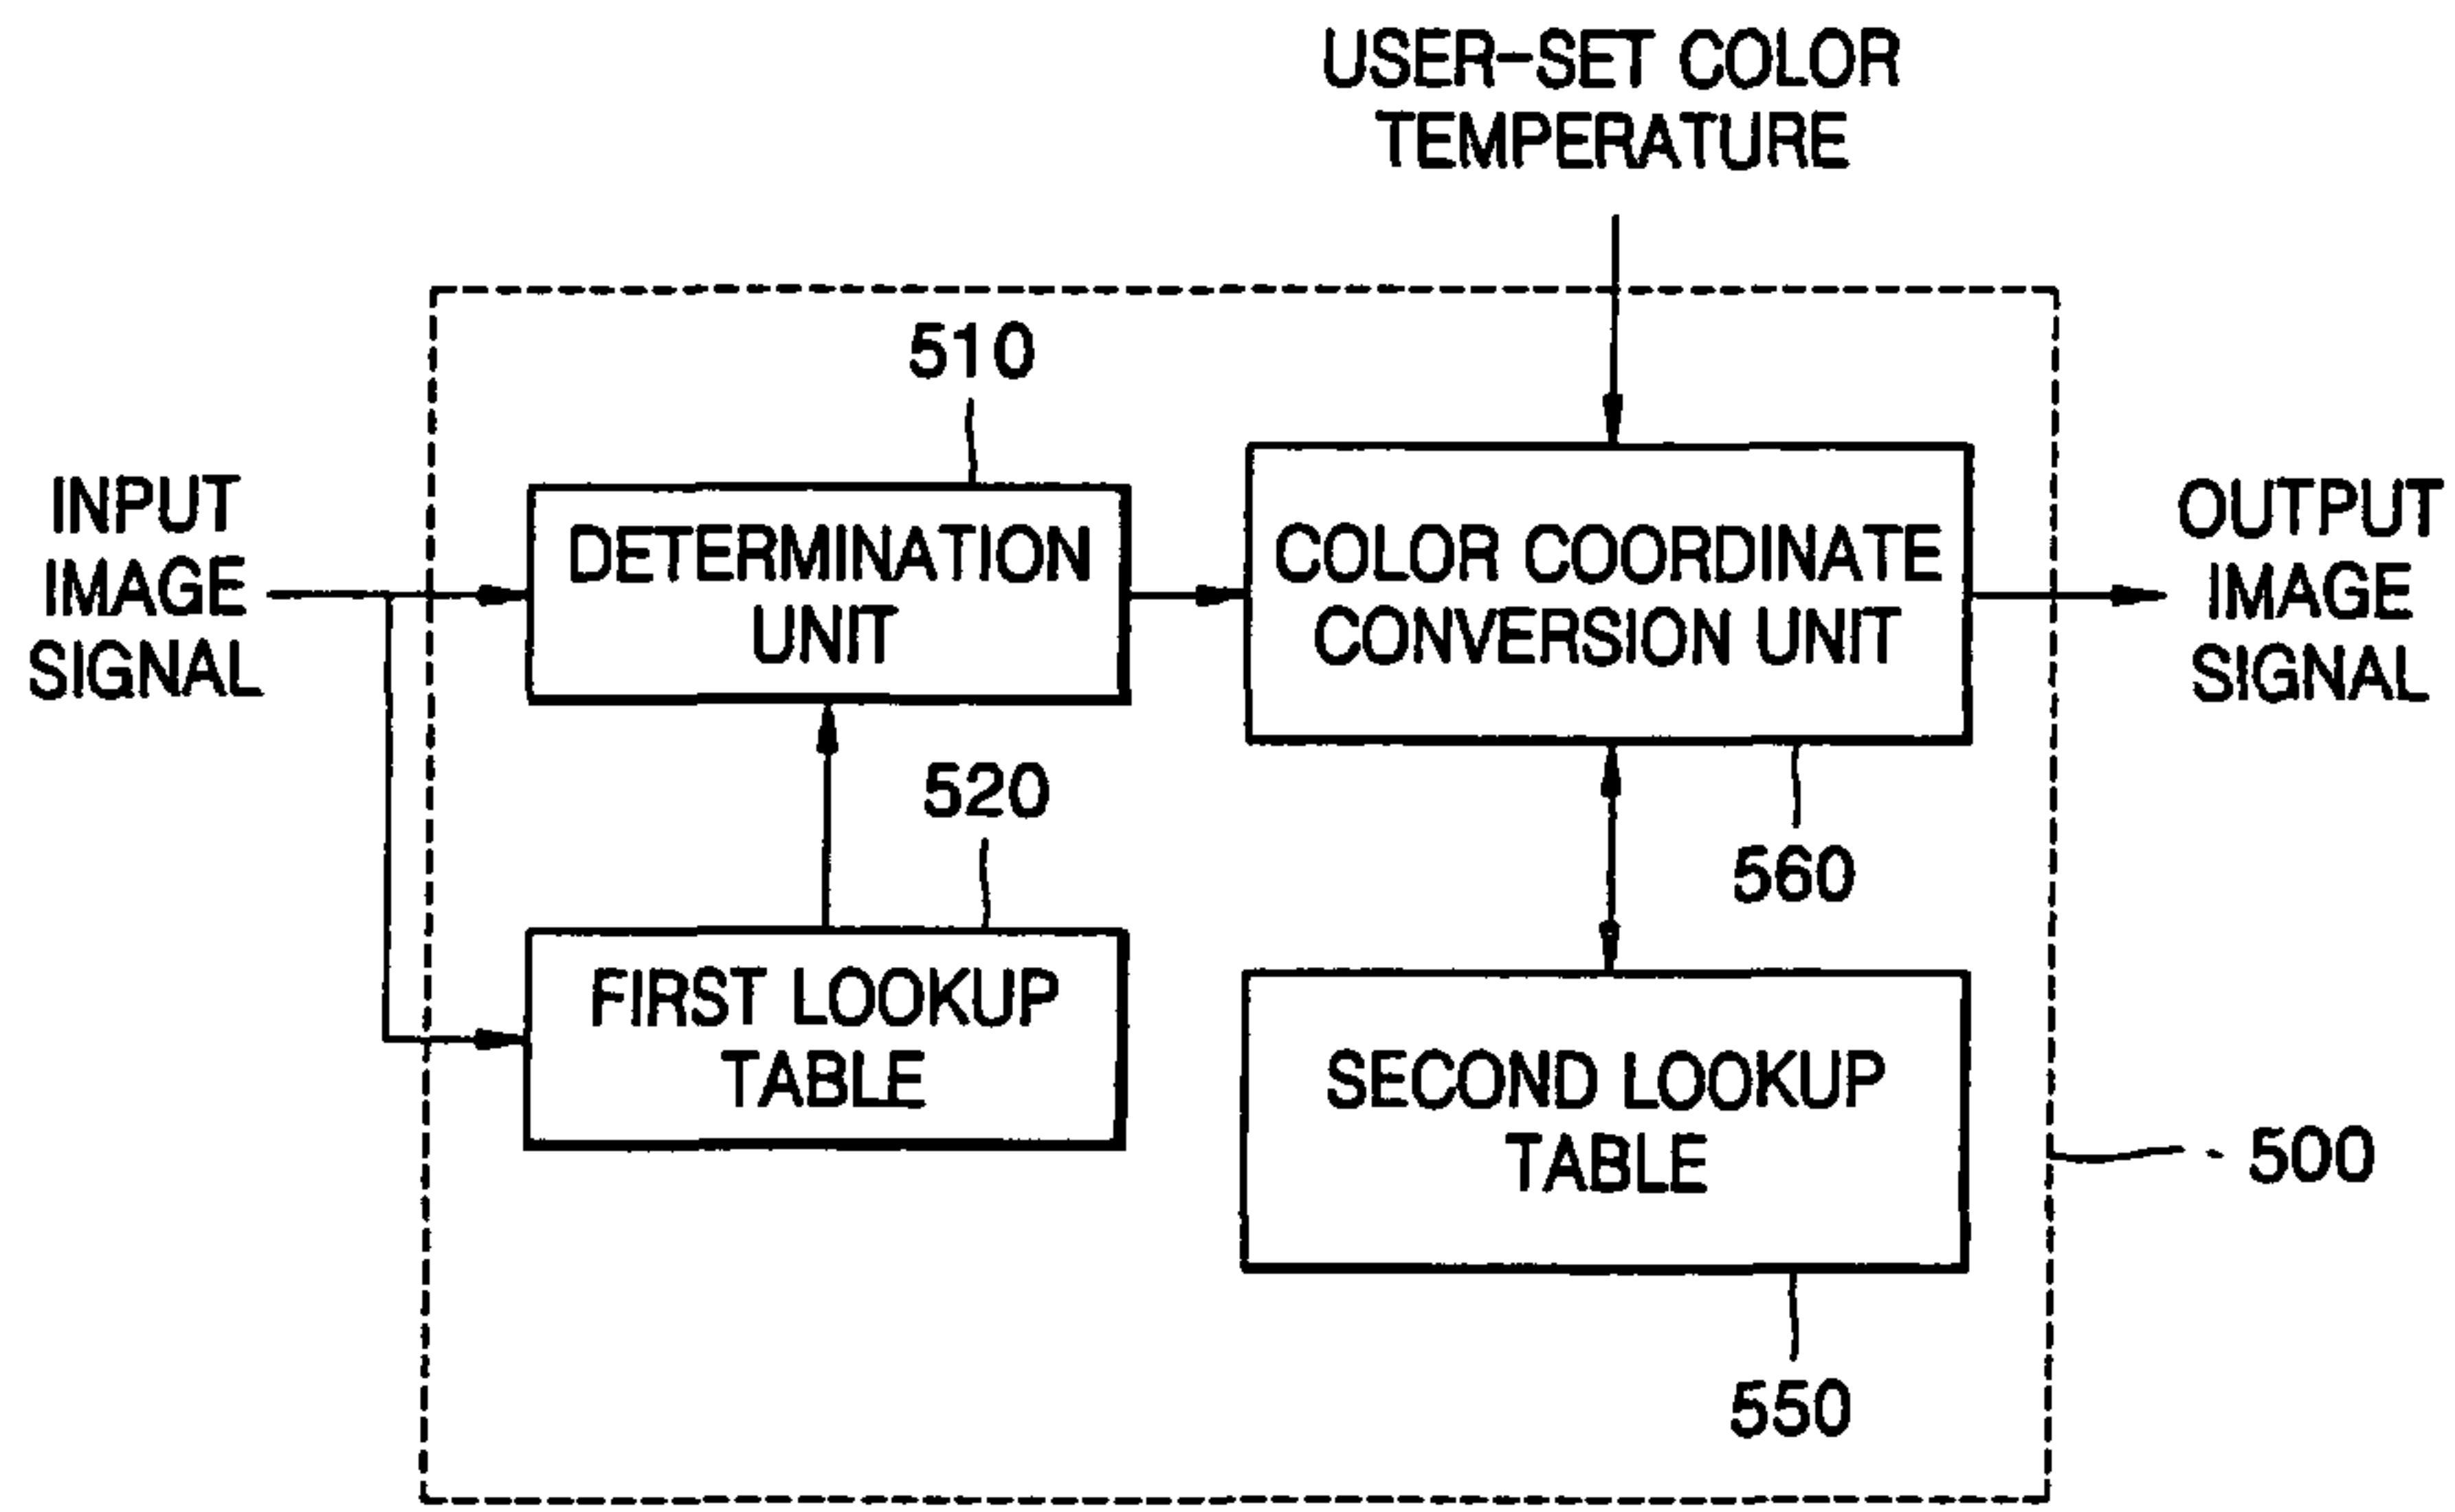 USER-SET COLOR
TEMPERATURE
510
INPUT
IMAGE
SIGNAL
DETERMINATION
UNIT
COLOR COORDINATE
CONVERSION UNIT
OUTPUT
IMAGE
SIGNAL
520
560
FIRST LOOKUP
TABLE
SECOND LOOKUP
TABLE
500
550